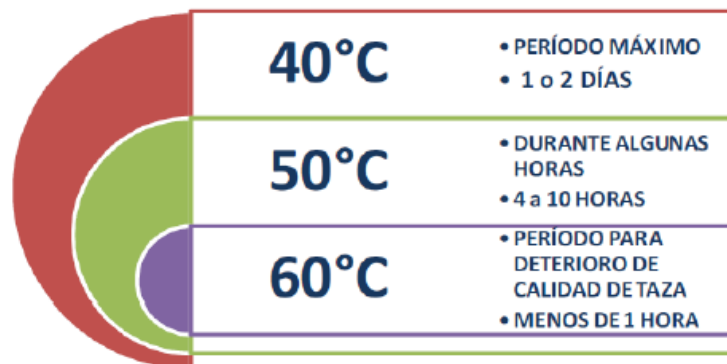 40°C
• PERÍODO MÁXIMO
• 1 o 2 DÍAS
50°C
• DURANTE ALGUNAS
HORAS
• 4 a 10 HORAS
60°C
• PERÍODO PARA
DETERIORO DE
CALIDAD DE TAZA
• MENOS DE 1 HORA